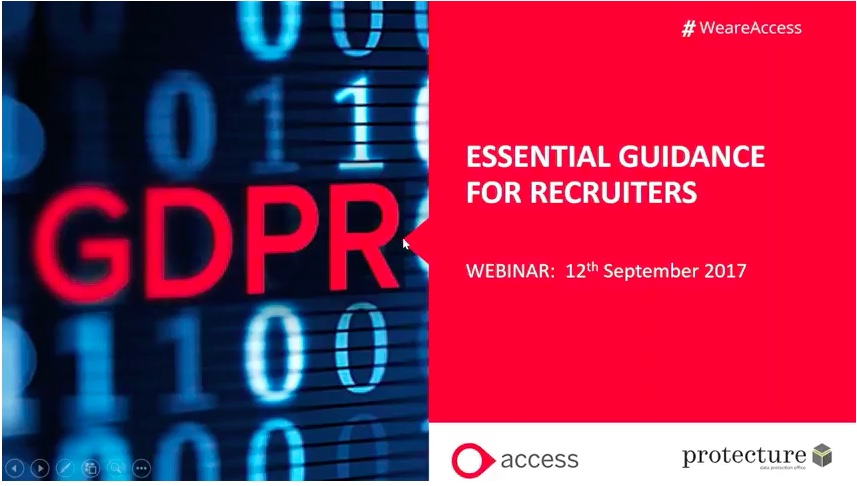 # WeareAccess
GDPR
ESSENTIAL GUIDANCE
FOR RECRUITERS
WEBINAR: 12th September 2017
access
protecture
data protection office